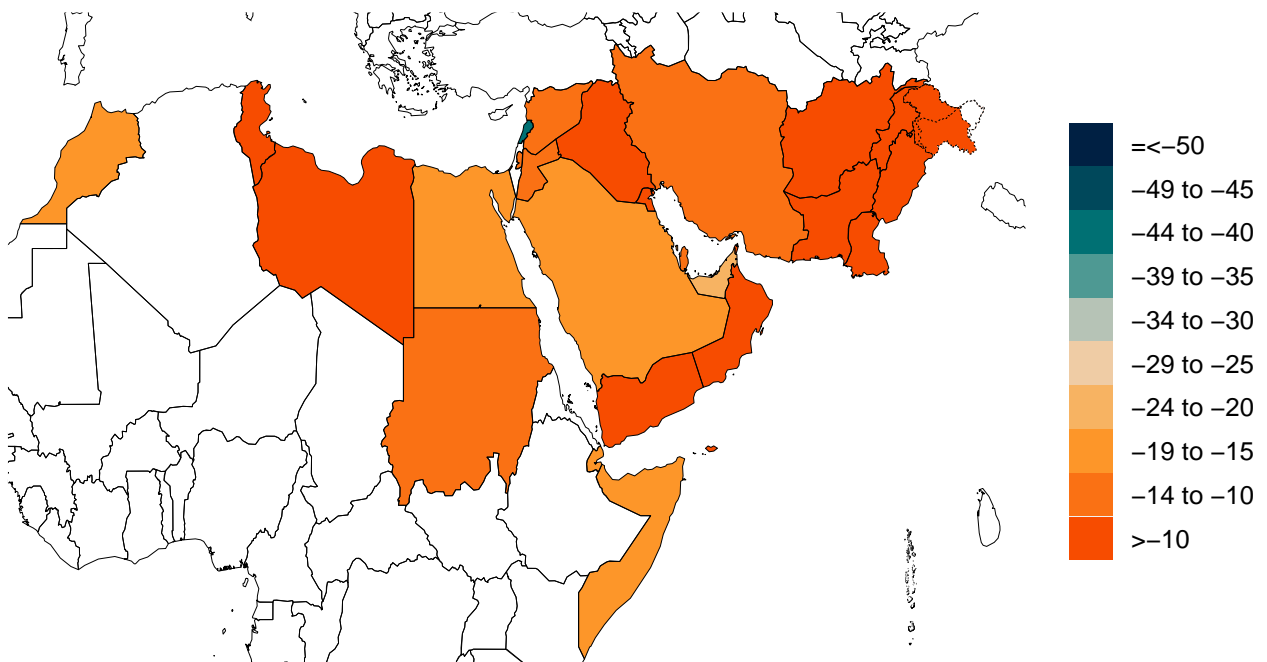 =<−50
−49 to −45
−44 to −40
−39 to −35
−34 to −30
−29 to −25
−24 to −20
−19 to −15
−14 to −10
>−10